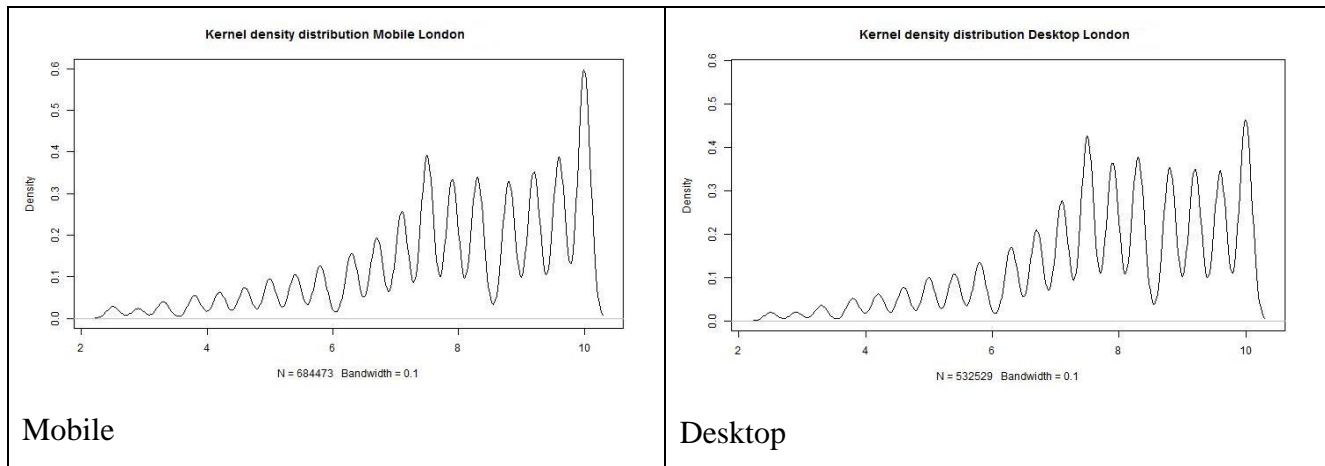 Kernel density distribution Mobile London
0.6
0.5
0.4
0.3
0.2
0.1
0.0
Density
2 4 6 8 10
N = 684473 Bandwidth = 0.1
Mobile
Kernel density distribution Desktop London
0.6
0.5
0.4
0.3
0.2
0.1
0.0
Density
2 4 6 8 10
N = 532529 Bandwidth = 0.1
Desktop